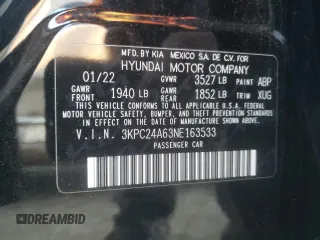 MFD BY KIA MEXICO S.A. DE C.V. FOR
HYUNDAI MOTOR COMPANY
01/22 GVWR 3527 LB PAINT ABP
GAWR FRONT 1940 LB GAWR REAR 1852 LB TRIM XUG
THIS VEHICLE CONFORMS TO ALL APPLICABLE
FEDERAL MOTOR VEHICLE SAFETY, BUMPER, AND
THEFT PREVENTION STANDARDS IN EFFECT ON
THE DATE OF MANUFACTURE SHOWN ABOVE.
V.I.N. 3KPC24A63NE163533
PASSENGER CAR
DREAMBID